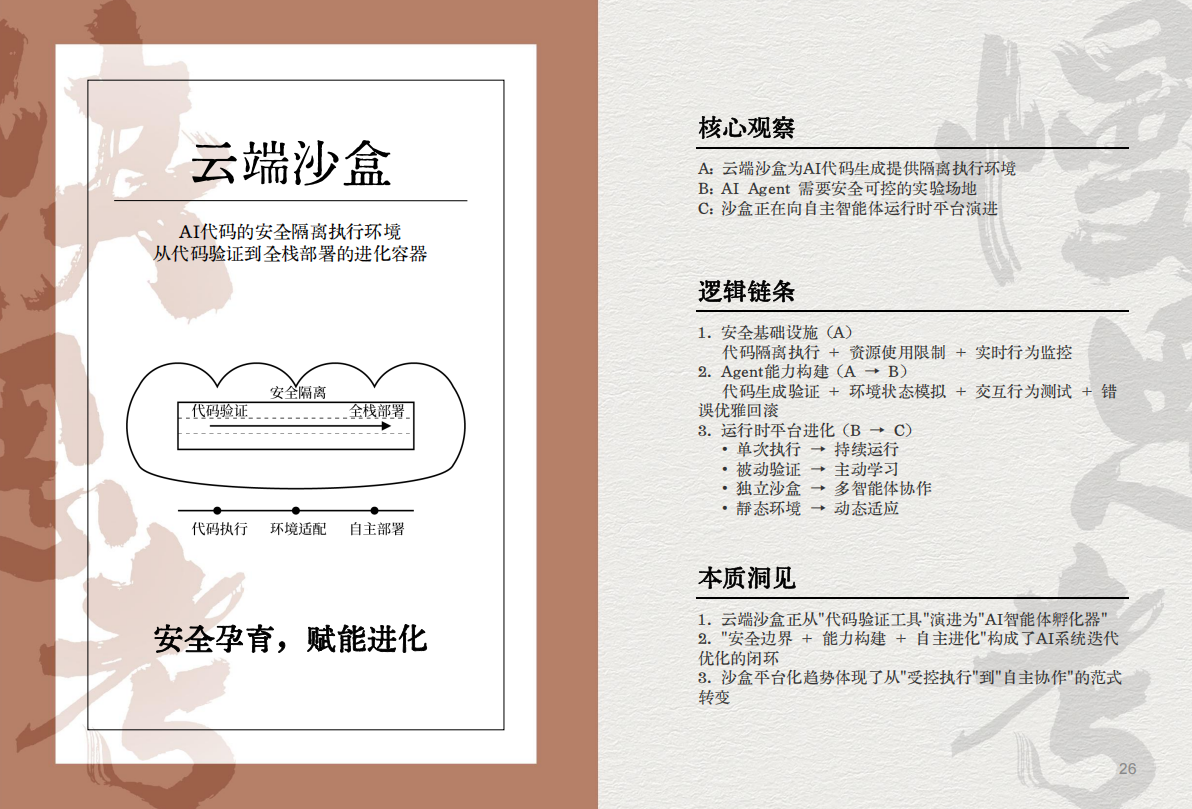 云端沙盒
AI代码的安全隔离执行环境
从代码验证到全栈部署的进化容器
安全隔离
代码验证 全栈部署
代码执行 环境适配 自主部署
安全孕育，赋能进化
核心观察
A: 云端沙盒为AI代码生成提供隔离执行环境
B: AI Agent 需要安全可控的实验场地
C: 沙盒正在向自主智能体运行时平台演进
逻辑链条
1. 安全基础设施（A）
代码隔离执行 + 资源使用限制 + 实时行为监控
2. Agent能力构建（A → B）
代码生成验证 + 环境状态模拟 + 交互行为测试 + 错
误优雅回滚
3. 运行时平台进化（B → C）
• 单次执行 → 持续运行
• 被动验证 → 主动学习
• 独立沙盒 → 多智能体协作
• 静态环境 → 动态适应
本质洞见
1. 云端沙盒正从"代码验证工具"演进为"AI智能体孵化器"
2. "安全边界 + 能力构建 + 自主进化"构成了AI系统迭代
优化的闭环
3. 沙盒平台化趋势体现了从"受控执行"到"自主协作"的范式
转变
慢思考
26